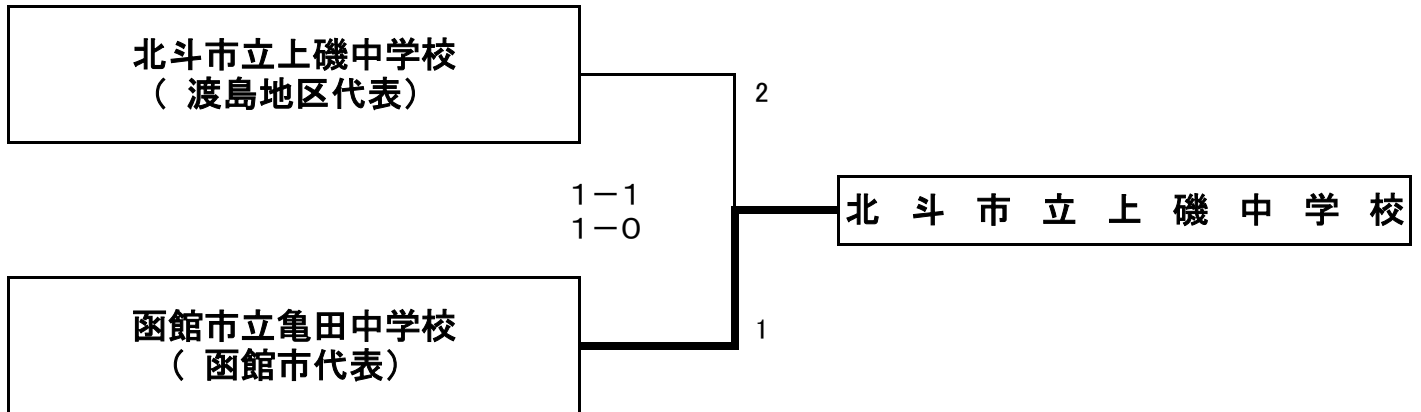 北斗市立上磯中学校
（ 渡島地区代表）
2
1－1
1－0
北 斗 市 立 上 磯 中 学 校
函館市立亀田中学校
（ 函館市代表）
1